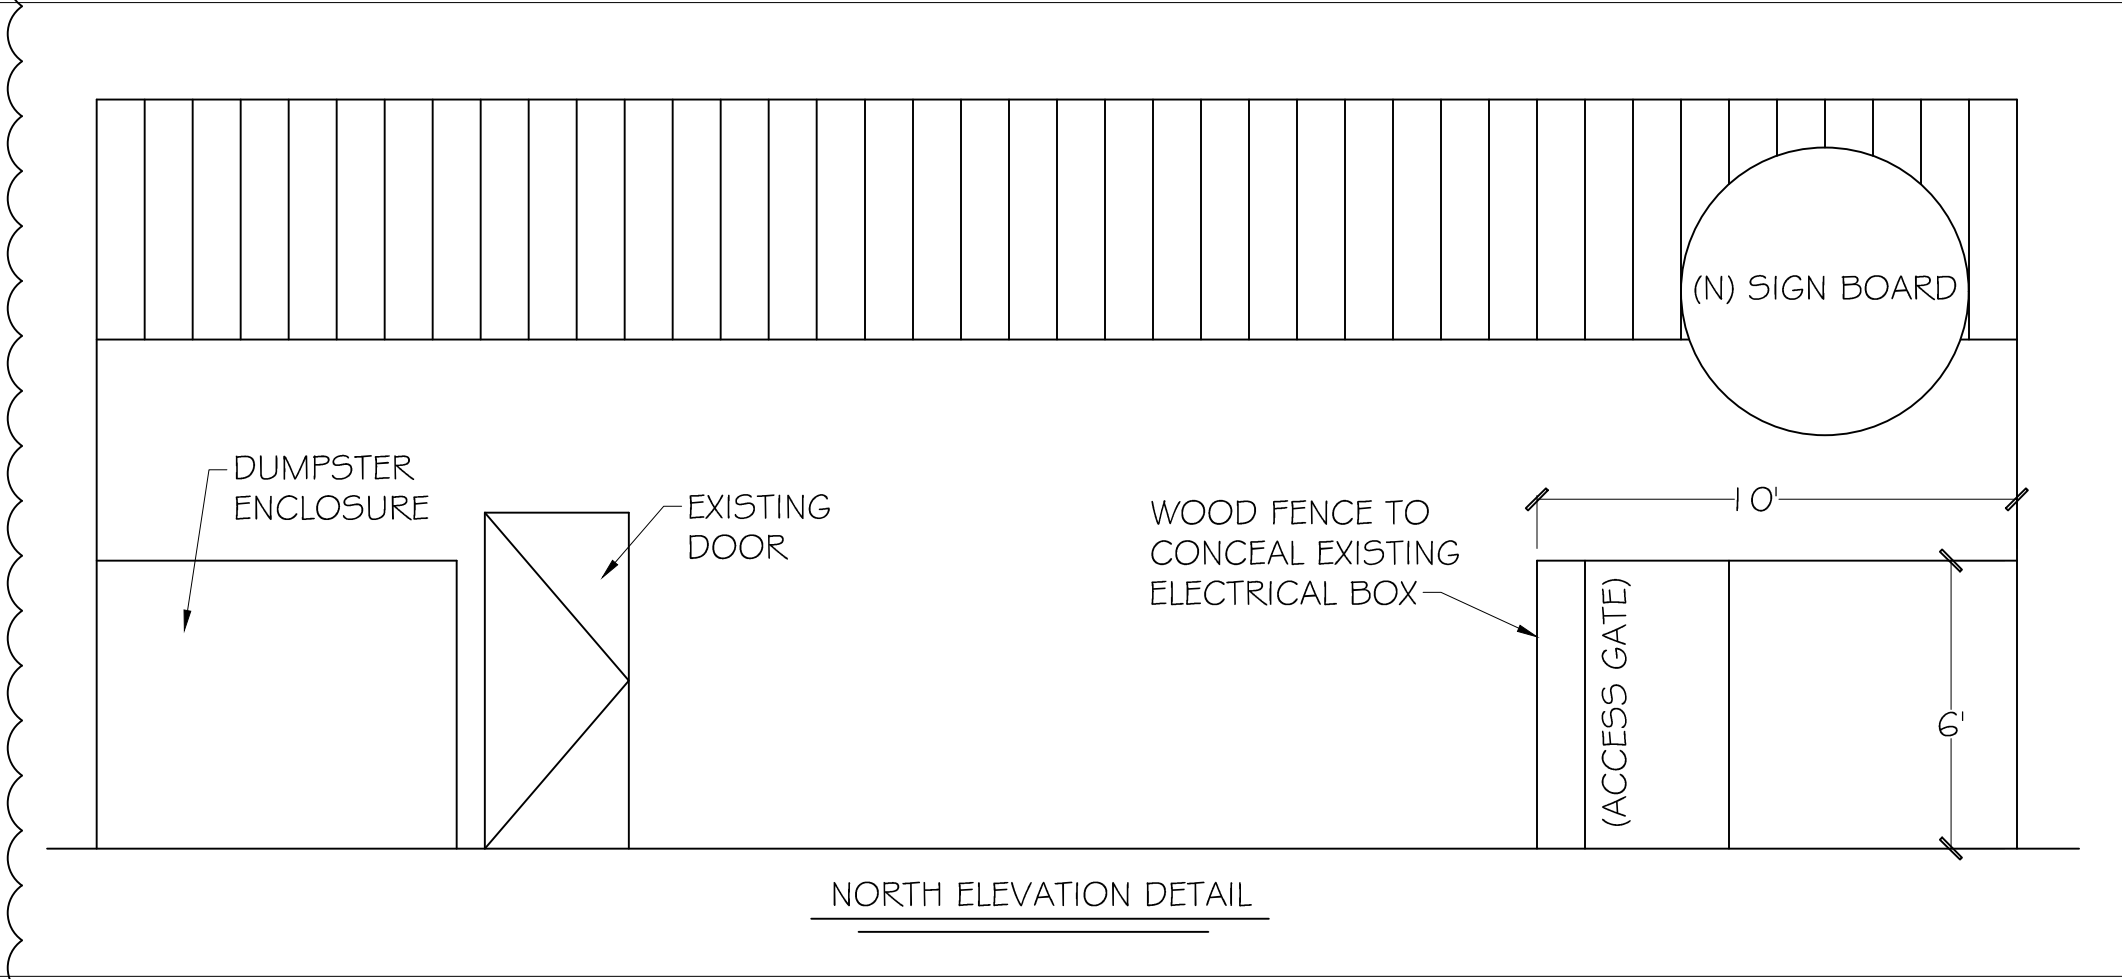 (N) SIGN BOARD
DUMPSTER
ENCLOSURE
EXISTING
DOOR
WOOD FENCE TO
CONCEAL EXISTING
ELECTRICAL BOX
10'
(ACCESS GATE)
6'
NORTH ELEVATION DETAIL